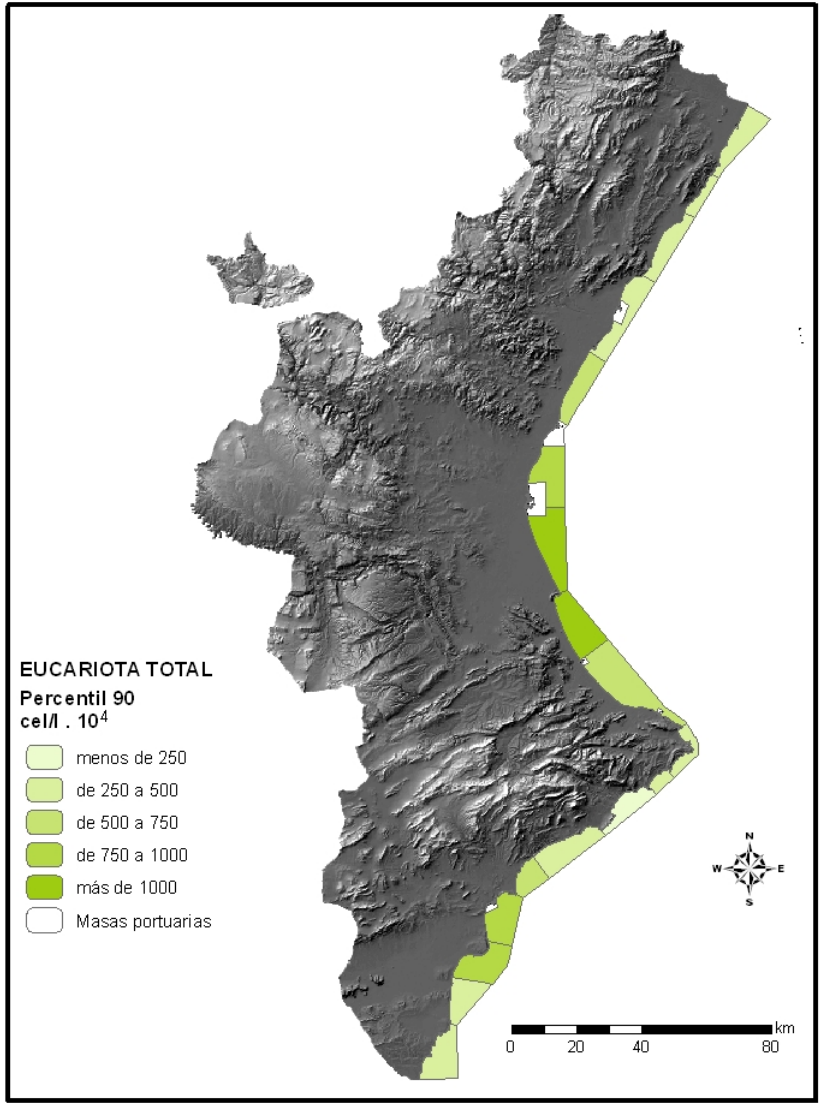 EUCARIOTA TOTAL
Percentil 90
cel/l . 10⁴
menos de 250
de 250 a 500
de 500 a 750
de 750 a 1000
más de 1000
Masas portuarias
N
W E
S
km
0 20 40 80